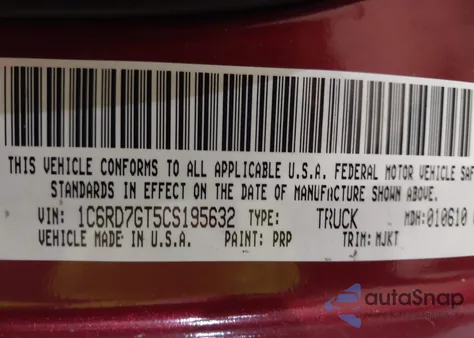 THIS VEHICLE CONFORMS TO ALL APPLICABLE U.S.A. FEDERAL MOTOR VEHICLE SAF
STANDARDS IN EFFECT ON THE DATE OF MANUFACTURE SHOWN ABOVE.
VIN: 1C6RD7GT5CS195632 TYPE: TRUCK MDH: 010610
VEHICLE MADE IN U.S.A. PAINT: PRP TRIM: MJKT
autoSnap